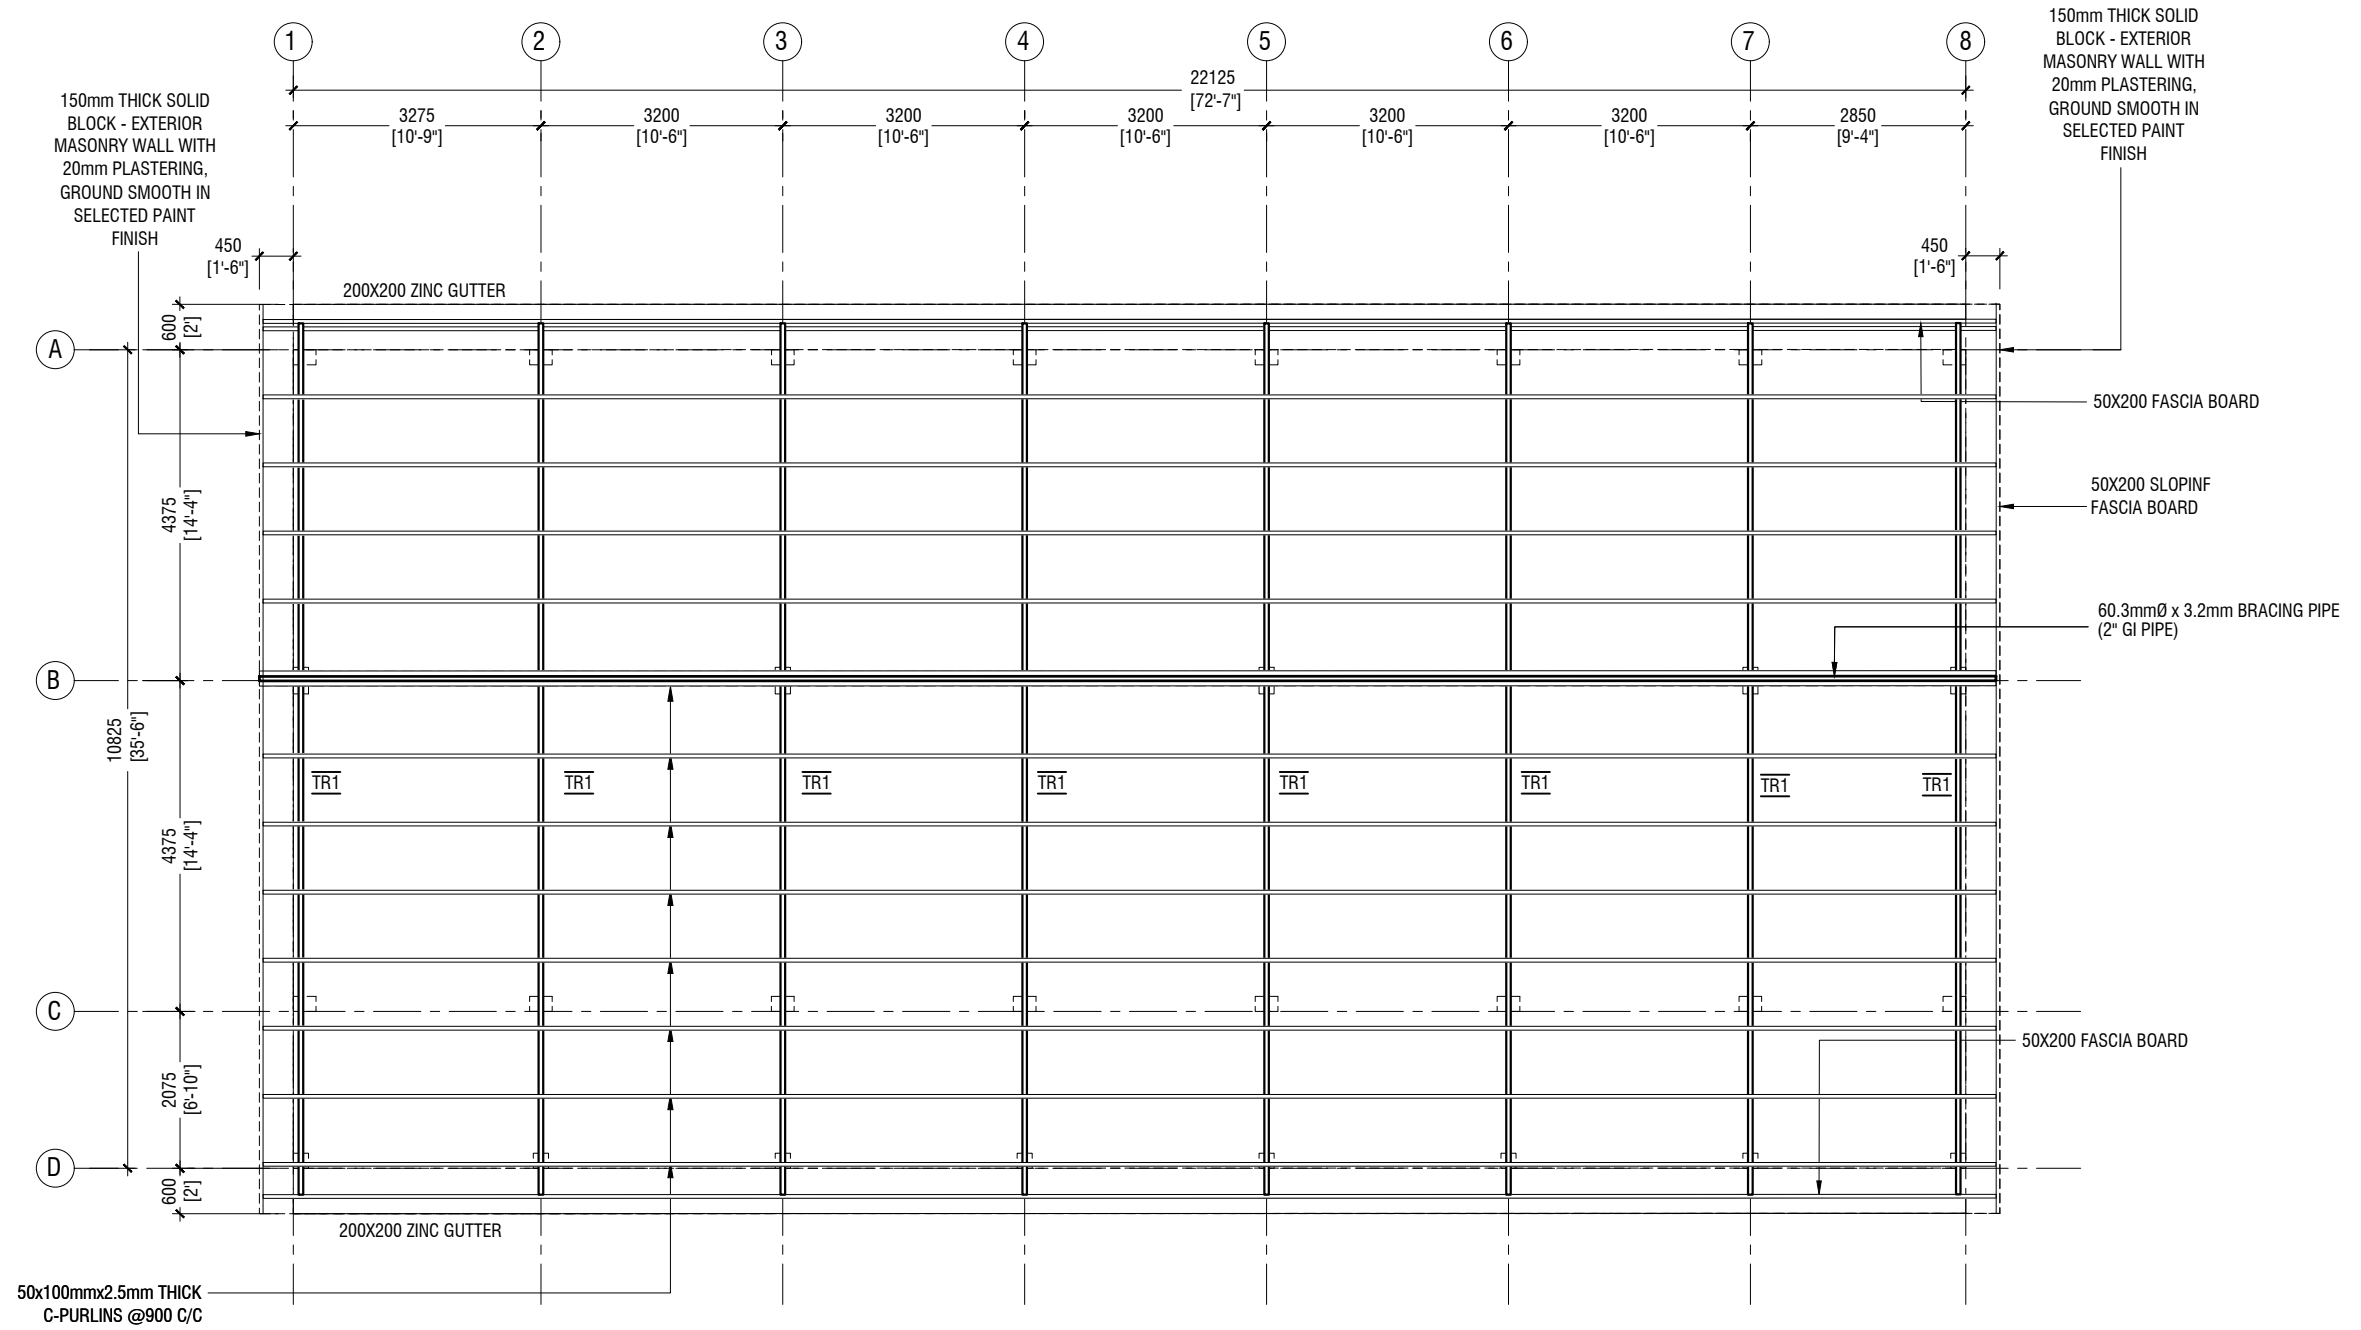 1
2
3
4
5
6
7
8
22125
[72'-7"]
3275
[10'-9"]
3200
[10'-6"]
3200
[10'-6"]
3200
[10'-6"]
3200
[10'-6"]
3200
[10'-6"]
2850
[9'-4"]
150mm THICK SOLID
BLOCK - EXTERIOR
MASONRY WALL WITH
20mm PLASTERING,
GROUND SMOOTH IN
SELECTED PAINT
FINISH
150mm THICK SOLID
BLOCK - EXTERIOR
MASONRY WALL WITH
20mm PLASTERING,
GROUND SMOOTH IN
SELECTED PAINT
FINISH
450
[1'-6"]
450
[1'-6"]
200X200 ZINC GUTTER
600
[2']
A
4375
[14'-4"]
50X200 FASCIA BOARD
50X200 SLOPINF
FASCIA BOARD
60.3mmØ x 3.2mm BRACING PIPE
(2" GI PIPE)
B
10825
[35'-6"]
4375
[14'-4"]
TR1
TR1
TR1
TR1
TR1
TR1
TR1
TR1
C
2075
[6'-10"]
50X200 FASCIA BOARD
D
600
[2']
200X200 ZINC GUTTER
50x100mmx2.5mm THICK
C-PURLINS @900 C/C